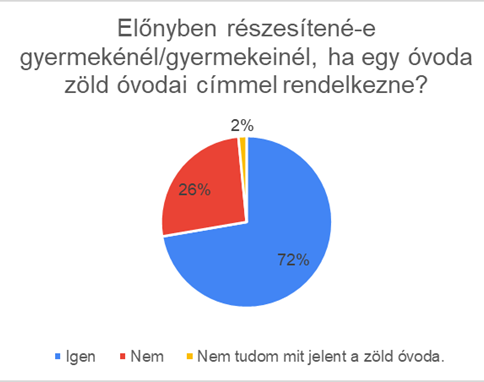 Előnyben részesítené-e
gyermekénél/gyermekeinél, ha egy óvoda
zöld óvodai címmel rendelkezne?
2%
26%
72%
Igen
Nem
Nem tudom mit jelent a zöld óvoda.